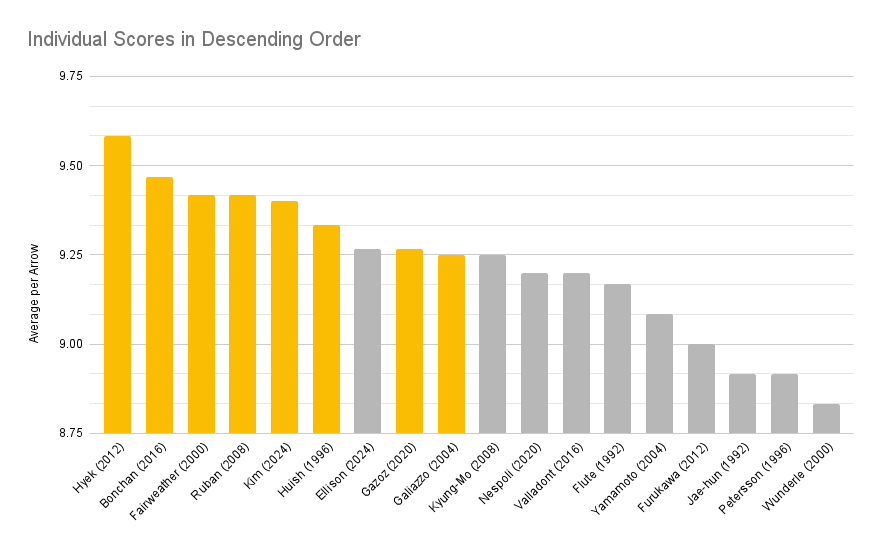 Individual Scores in Descending Order
9.75
9.50
9.25
9.00
8.75
Average per Arrow
Hyek (2012)
Bonchan (2016)
Fairweather (2000)
Ruban (2008)
Kim (2024)
Huish (1996)
Ellison (2024)
Gazoz (2020)
Galiazzo (2004)
Kyung-Mo (2008)
Nespoli (2020)
Valladont (2016)
Flute (1992)
Yamamoto (2004)
Furukawa (2012)
Jae-hun (1992)
Petersson (1996)
Wunderle (2000)